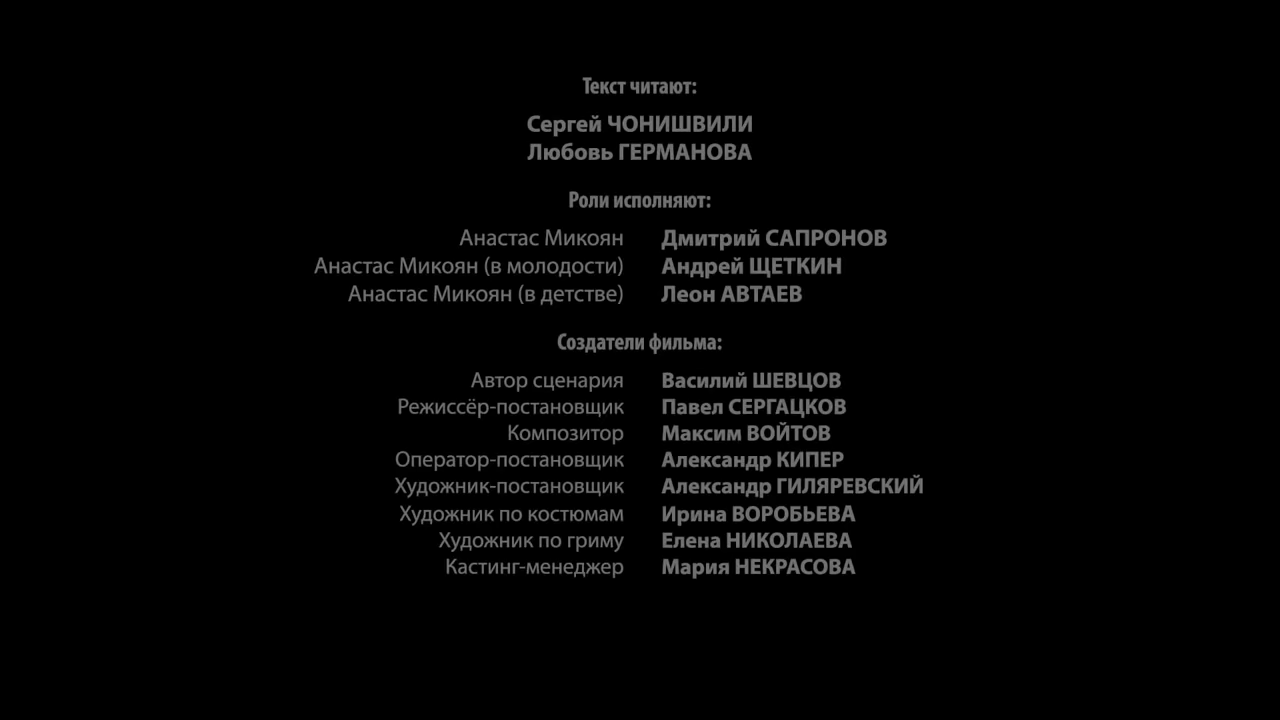 Текст читают:
Сергей ЧОНИШВИЛИ
Любовь ГЕРМАНОВА
Роли исполняют:
Анастас Микоян Дмитрий САПРОНОВ
Анастас Микоян (в молодости) Андрей ЩЕТКИН
Анастас Микоян (в детстве) Леон АВТАЕВ
Создатели фильма:
Автор сценария Василий ШЕВЦОВ
Режиссёр-постановщик Павел СЕРГАЦКОВ
Композитор Максим ВОЙТОВ
Оператор-постановщик Александр КИПЕР
Художник-постановщик Александр ГИЛЯРЕВСКИЙ
Художник по костюмам Ирина ВОРОБЬЕВА
Художник по гриму Елена НИКОЛАЕВА
Кастинг-менеджер Мария НЕКРАСОВА